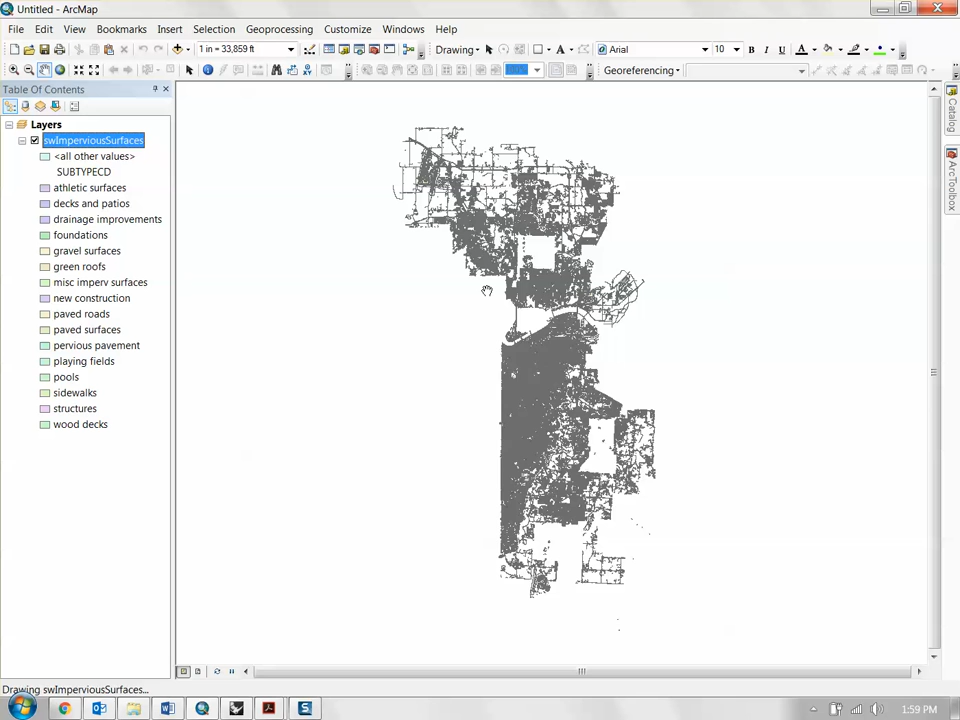 Untitled - ArcMap
File Edit View Bookmarks Insert Selection Geoprocessing Customize Windows Help
1 in = 33,859 ft
Drawing
A
Arial
10
B I U A
100%
Georeferencing
Table Of Contents
Layers
swImperviousSurfaces
<all other values>
SUBTYPECD
athletic surfaces
decks and patios
drainage improvements
foundations
gravel surfaces
green roofs
misc imperv surfaces
new construction
paved roads
paved surfaces
pervious pavement
playing fields
pools
sidewalks
structures
wood decks
Catalog
ArcToolbox
Drawing swImperviousSurfaces...
1:59 PM